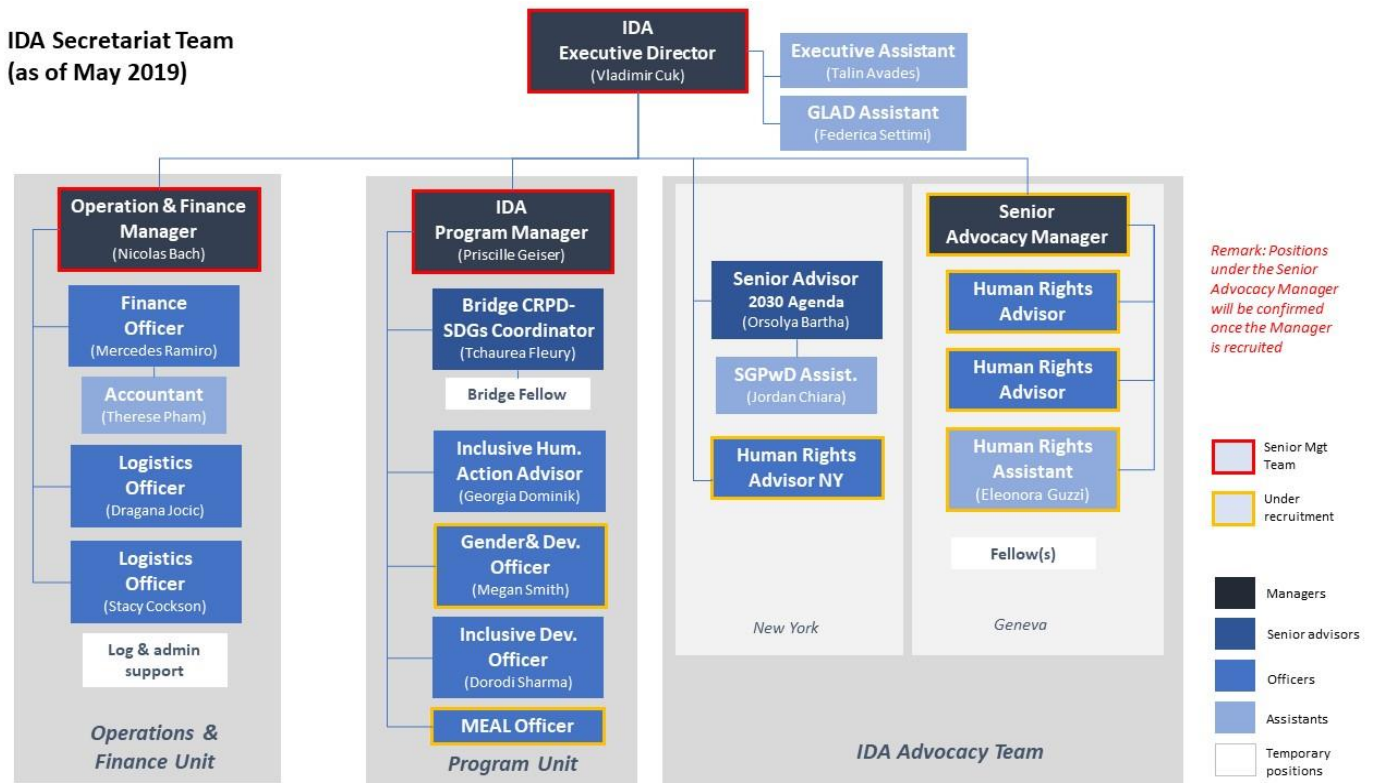 IDA Secretariat Team
(as of May 2019)
IDA
Executive Director
(Vladimir Cuk)
Executive Assistant
(Talin Avades)
GLAD Assistant
(Federica Settimi)
Operation & Finance
Manager
(Nicolas Bach)
Finance
Officer
(Mercedes Ramiro)
Accountant
(Therese Pham)
Logistics
Officer
(Dragana Jocic)
Logistics
Officer
(Stacy Cockson)
Log & admin
support
Operations &
Finance Unit
IDA
Program Manager
(Priscille Geiser)
Bridge CRPD-
SDGs Coordinator
(Tchaurea Fleury)
Bridge Fellow
Inclusive Hum.
Action Advisor
(Georgia Dominik)
Gender& Dev.
Officer
(Megan Smith)
Inclusive Dev.
Officer
(Dorodi Sharma)
MEAL Officer
Program Unit
Senior Advisor
2030 Agenda
(Orsolya Bartha)
SGPwD Assist.
(Jordan Chiara)
Human Rights
Advisor NY
New York
Senior
Advocacy Manager
Human Rights
Advisor
Human Rights
Advisor
Human Rights
Assistant
(Eleonora Guzzi)
Fellow(s)
Geneva
IDA Advocacy Team
Remark: Positions
under the Senior
Advocacy Manager
will be confirmed
once the Manager
is recruited
Senior Mgt
Team
Under
recruitment
Managers
Senior advisors
Officers
Assistants
Temporary
positions